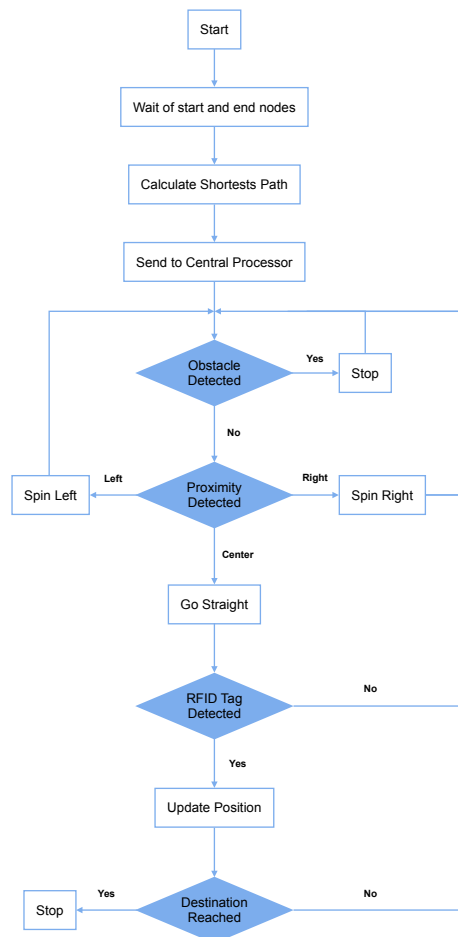 Start
Wait of start and end nodes
Calculate Shortests Path
Send to Central Processor
Obstacle
Detected
Yes
Stop
No
Spin Left
Left
Proximity
Detected
Right
Spin Right
Center
Go Straight
RFID Tag
Detected
No
Yes
Update Position
Stop
Yes
Destination
Reached
No